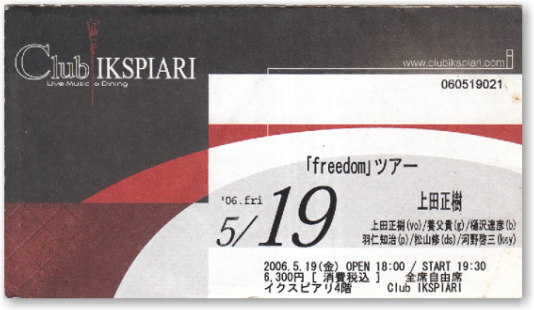 Club IKSPIARI
Live Music & Dining
www.clubikspiari.com
060519021
「freedom」ツアー
'06.fri
5/19
上田正樹
上田正樹(vo)/養父貴(g)/樋沢達彦(b)
羽仁知治(p)/松山修(ds)/河野啓三(key)
2006.5.19(金) OPEN 18:00 / START 19:30
6,300円 [ 消費税込 ] 全席自由席
イクスピアリ4階 Club IKSPIARI